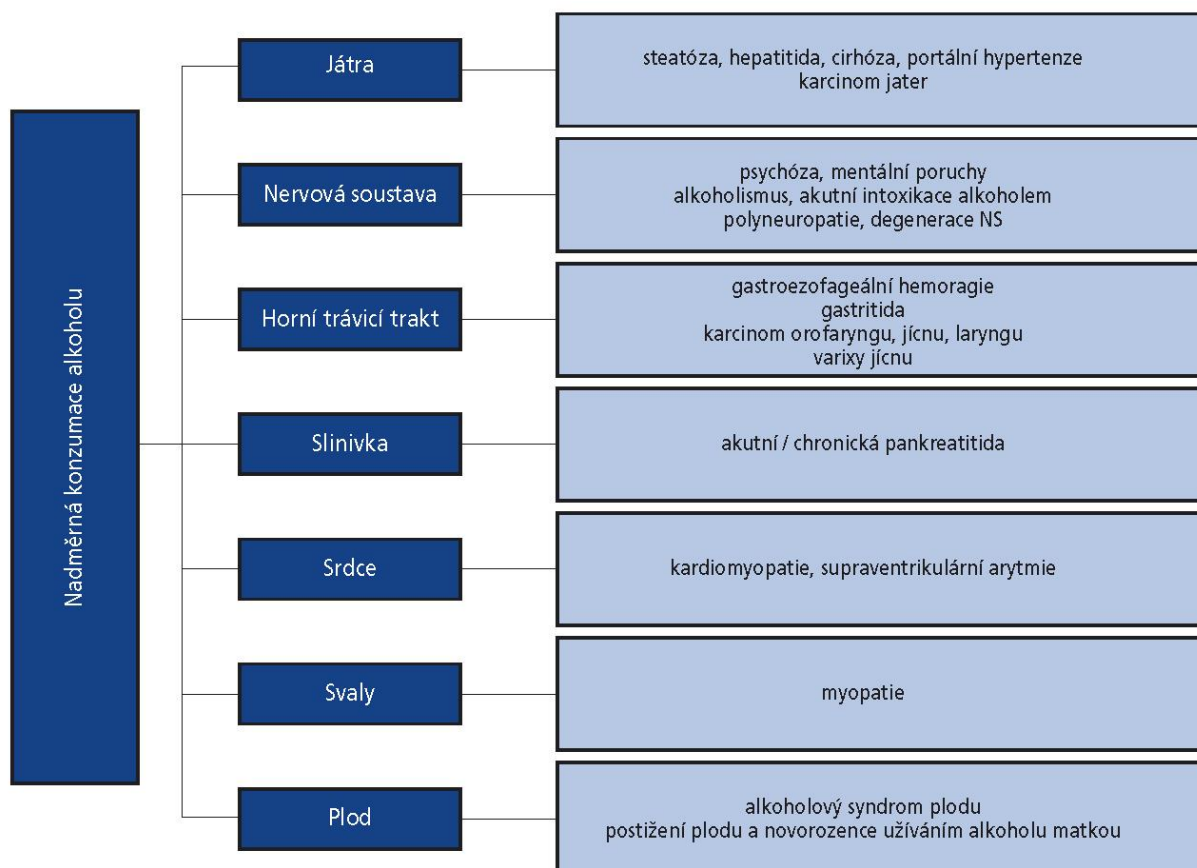 Nadměrná konzumace alkoholu
Játra
steatóza, hepatitida, cirhóza, portální hypertenze
karcinom jater
Nervová soustava
psychóza, mentální poruchy
alkoholismus, akutní intoxikace alkoholem
polyneuropatie, degenerace NS
Horní trávicí trakt
gastroezofageální hemoragie
gastritida
karcinom orofaryngu, jícnu, laryngu
varixy jícnu
Slinivka
akutní / chronická pankreatitida
Srdce
kardiomyopatie, supraventrikulární arytmie
Svaly
myopatie
Plod
alkoholový syndrom plodu
postižení plodu a novorozence užíváním alkoholu matkou